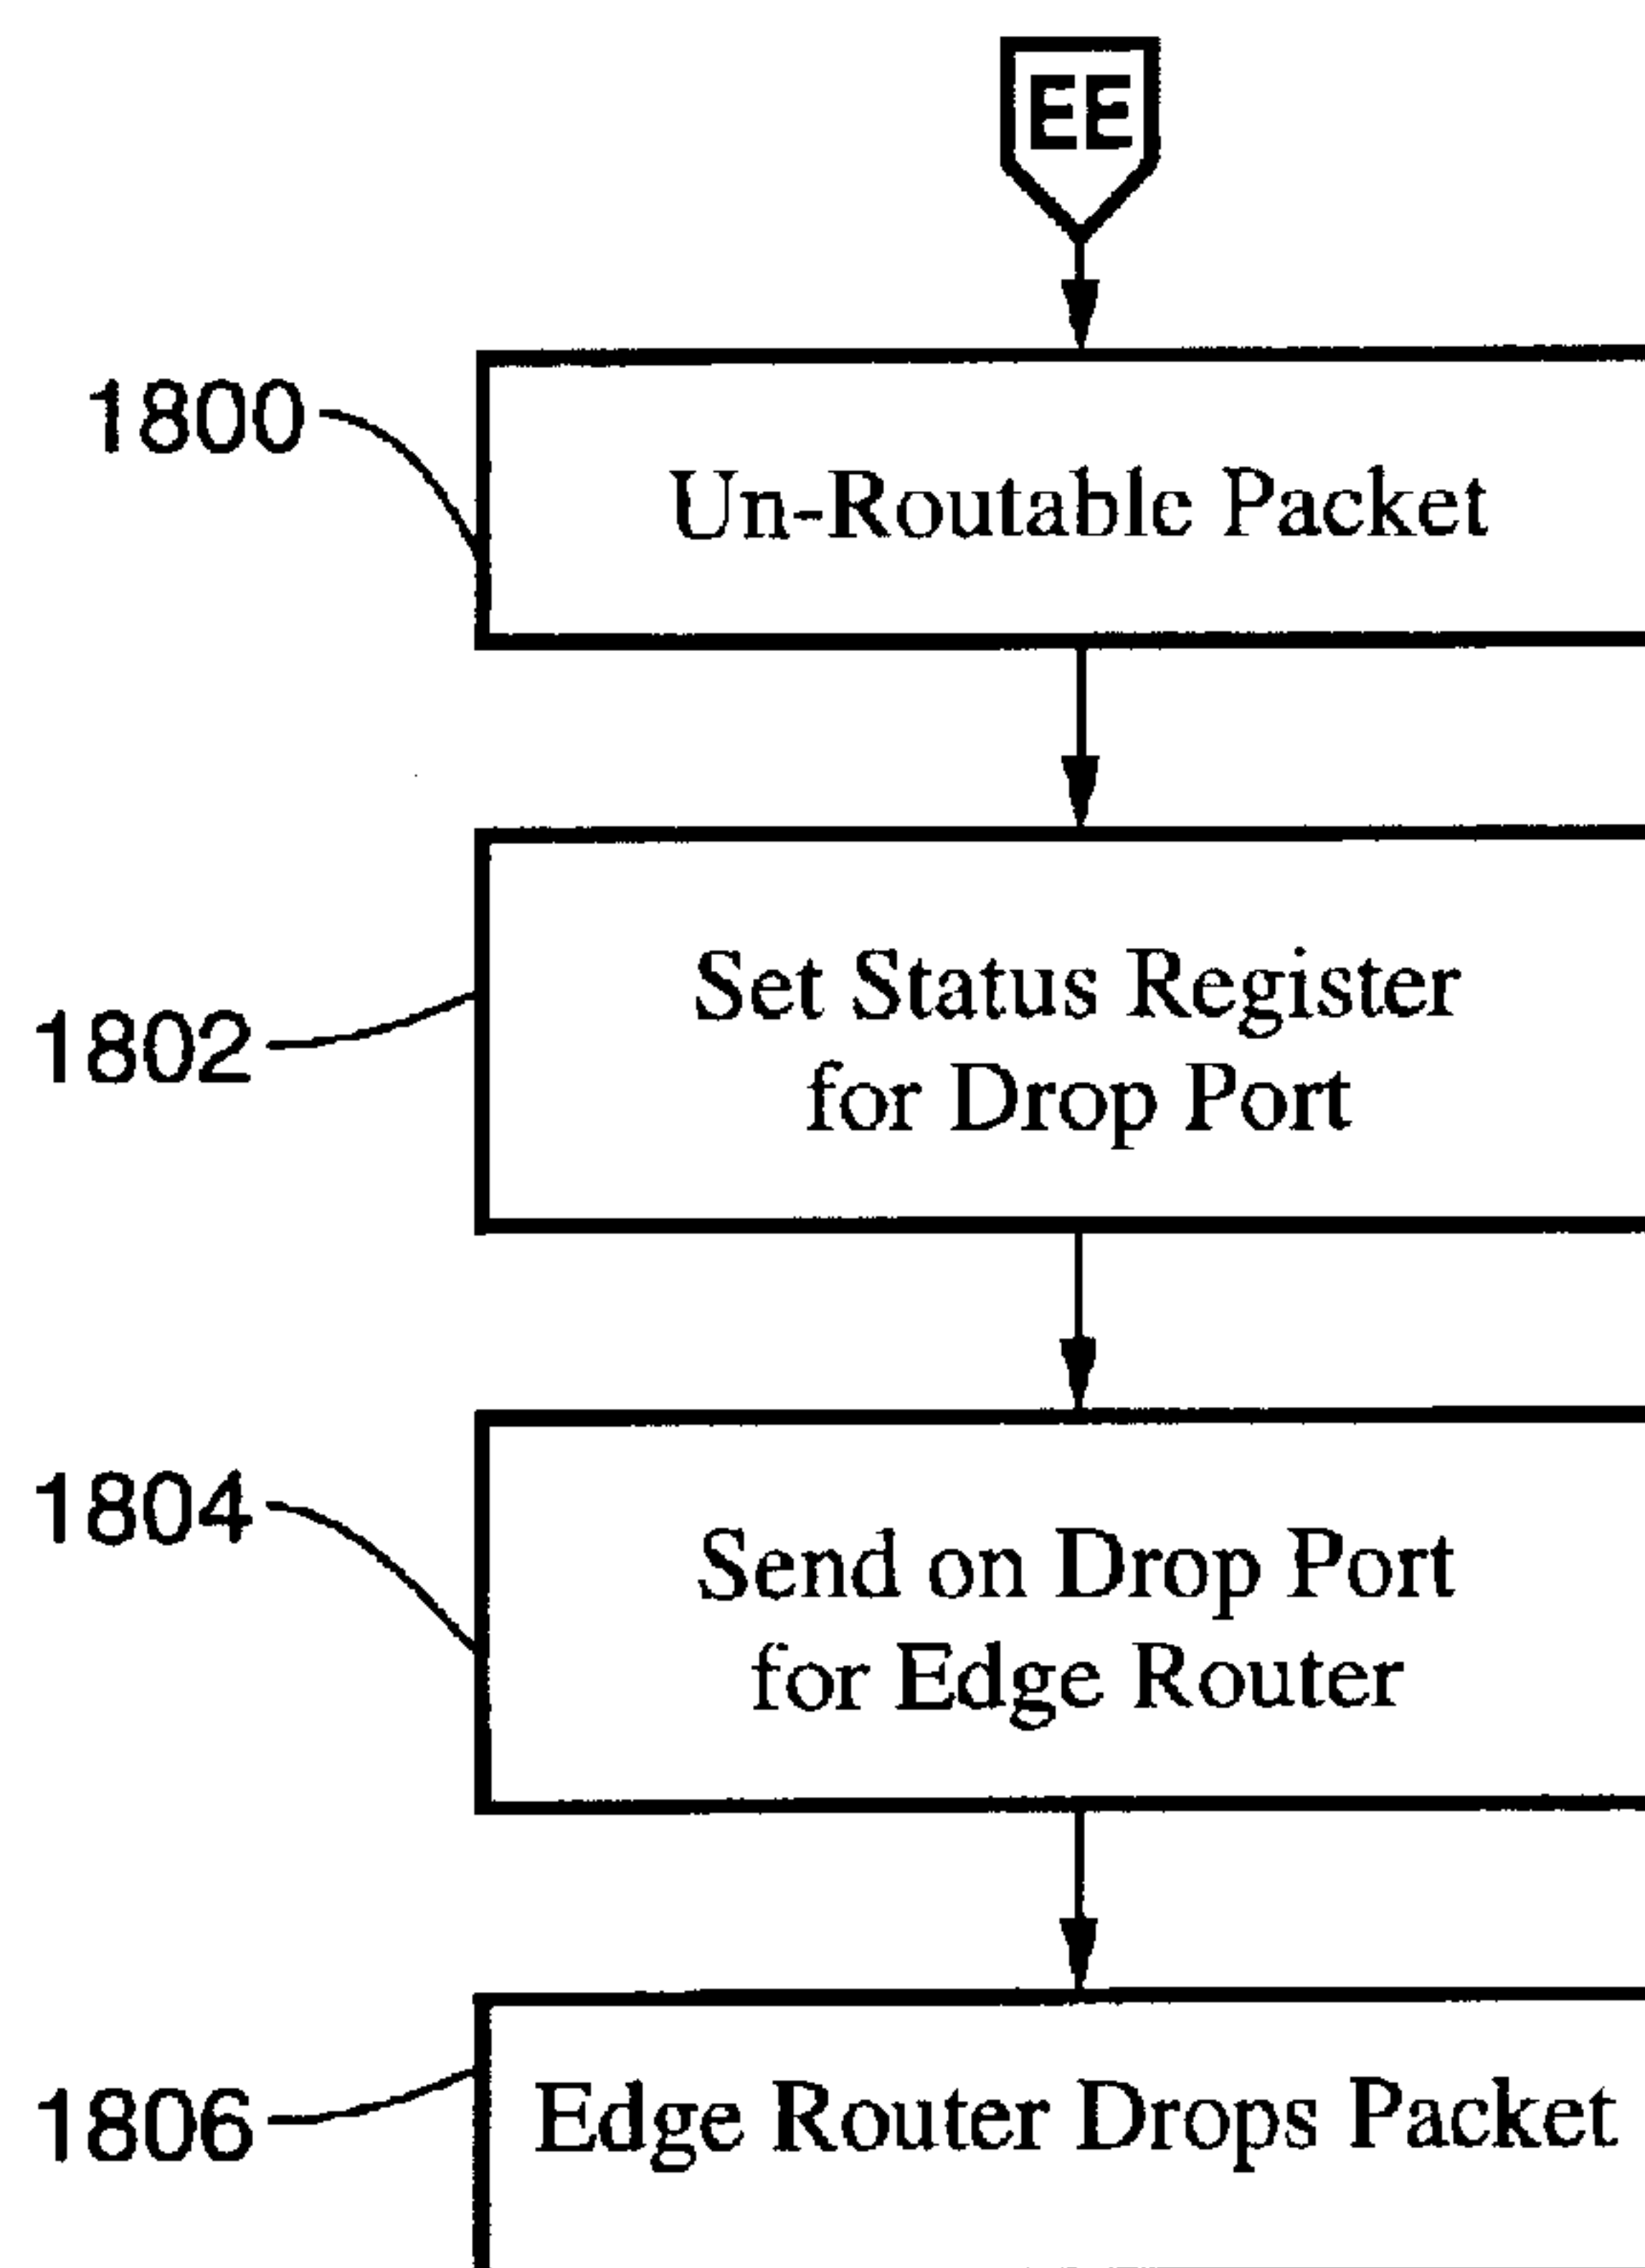 EE
1800
Un-Routable Packet
1802
Set Status Register
for Drop Port
1804
Send on Drop Port
for Edge Router
1806
Edge Router Drops Packet